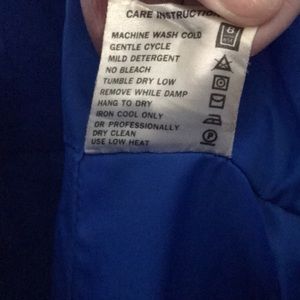 CARE INSTRUCTIONS
MACHINE WASH COLD
GENTLE CYCLE
MILD DETERGENT
NO BLEACH
TUMBLE DRY LOW
REMOVE WHILE DAMP
HANG TO DRY
IRON COOL ONLY
OR PROFESSIONALLY
DRY CLEAN
USE LOW HEAT